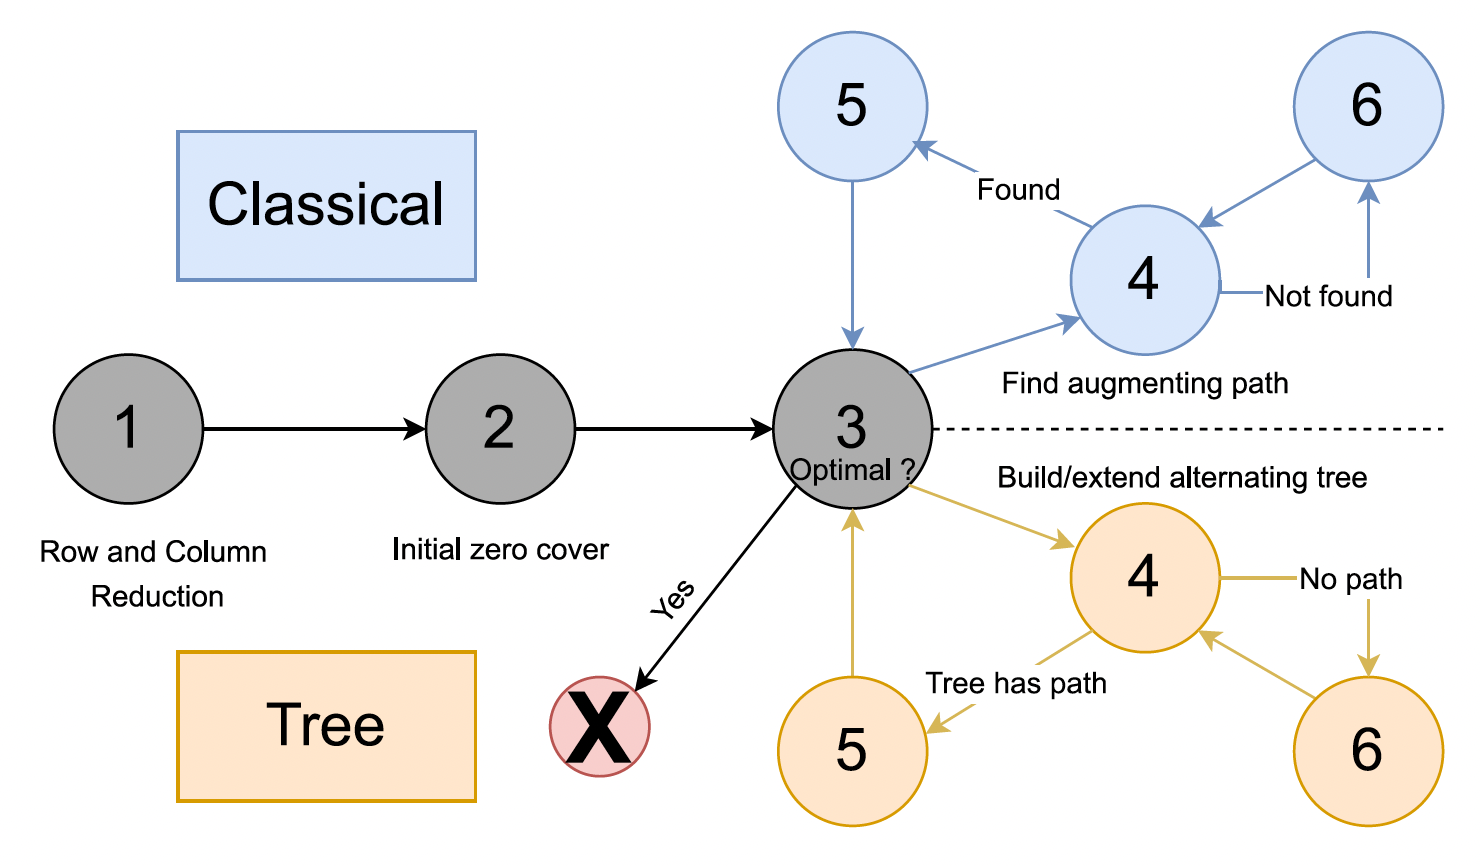 5
6
Classical
Found
4
Not found
Find augmenting path
1
2
3
Optimal ?
Build/extend alternating tree
Row and Column
Reduction
Initial zero cover
Yes
4
No path
Tree has path
Tree
X
5
6